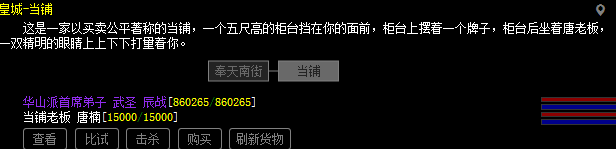 皇城-当铺
这是一家以买卖公平著称的当铺，一个五尺高的柜台挡在你的面前，柜台上摆着一个牌子，柜台后坐着唐老板，
一双精明的眼睛上上下下打量着你。
奉天南街 当铺
华山派首席弟子 武圣 辰战[860265/860265]
当铺老板 唐楠[15000/15000]
查看 比试 击杀 购买 刷新货物